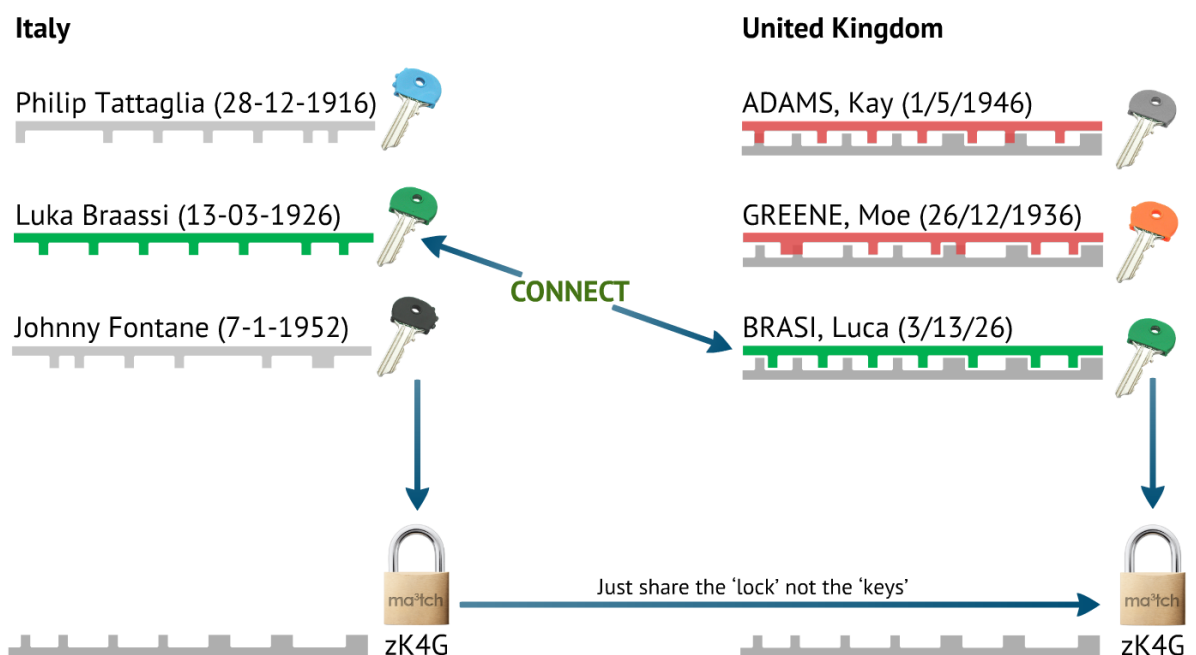 Italy
United Kingdom
Philip Tattaglia (28-12-1916)
ADAMS, Kay (1/5/1946)
Luka Braassi (13-03-1926)
GREENE, Moe (26/12/1936)
CONNECT
Johnny Fontane (7-1-1952)
BRASI, Luca (3/13/26)
Just share the ‘lock’ not the ‘keys’
ma³tch
ma³tch
zK4G
zK4G